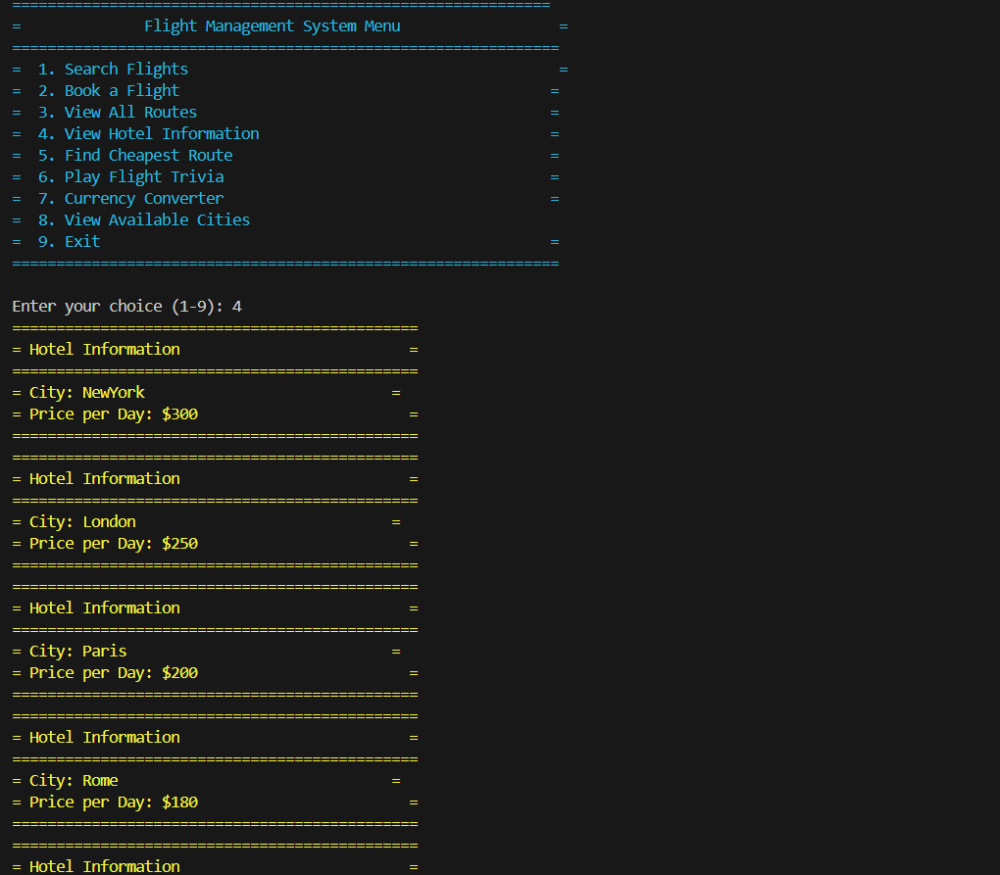 =============================================================
=              Flight Management System Menu                  =
==============================================================
=  1. Search Flights                                          =
=  2. Book a Flight                                          =
=  3. View All Routes                                        =
=  4. View Hotel Information                                 =
=  5. Find Cheapest Route                                    =
=  6. Play Flight Trivia                                     =
=  7. Currency Converter                                     =
=  8. View Available Cities
=  9. Exit                                                   =
==============================================================
Enter your choice (1-9): 4
==============================================
= Hotel Information                          =
==============================================
= City: NewYork                            =
= Price per Day: $300                        =
==============================================
==============================================
= Hotel Information                          =
==============================================
= City: London                             =
= Price per Day: $250                        =
==============================================
==============================================
= Hotel Information                          =
==============================================
= City: Paris                              =
= Price per Day: $200                        =
==============================================
==============================================
= Hotel Information                          =
==============================================
= City: Rome                               =
= Price per Day: $180                        =
==============================================
==============================================
= Hotel Information                          =